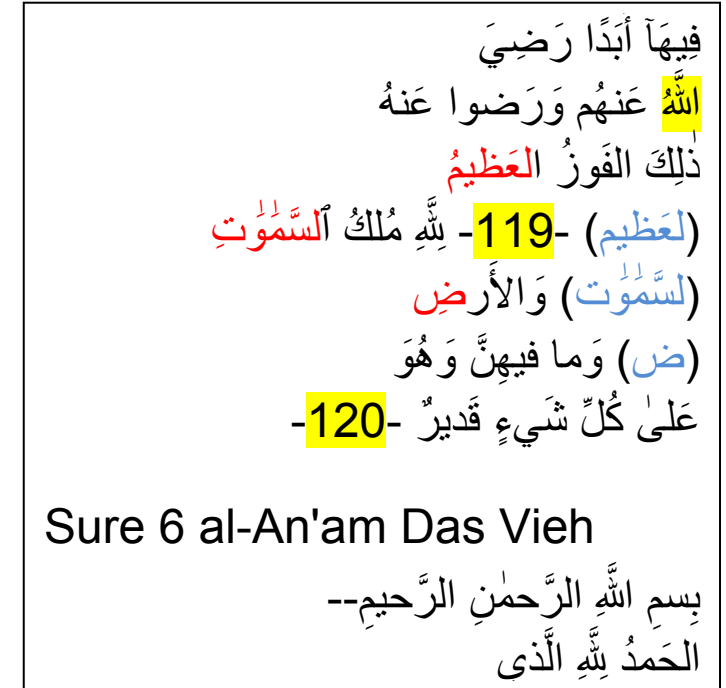 فِيهَآ أَبَدًا رَضِيَ
اللَّهُ عَنهُم وَرَضوا عَنهُ
ذٰلِكَ الفَوزُ العَظيمُ
(لعَظيم) -119- لِلَّهِ مُلكُ ٱلسَّمَٰوَٰتِ
(لسَّمَٰوَٰت) وَالأَرضِ
(ض) وَما فيهِنَّ وَهُوَ
عَلىٰ كُلِّ شَيءٍ قَديرٌ -120-
Sure 6 al-An'am Das Vieh
بِسمِ اللَّهِ الرَّحمٰنِ الرَّحيمِ--
الحَمدُ لِلَّهِ الَّذي